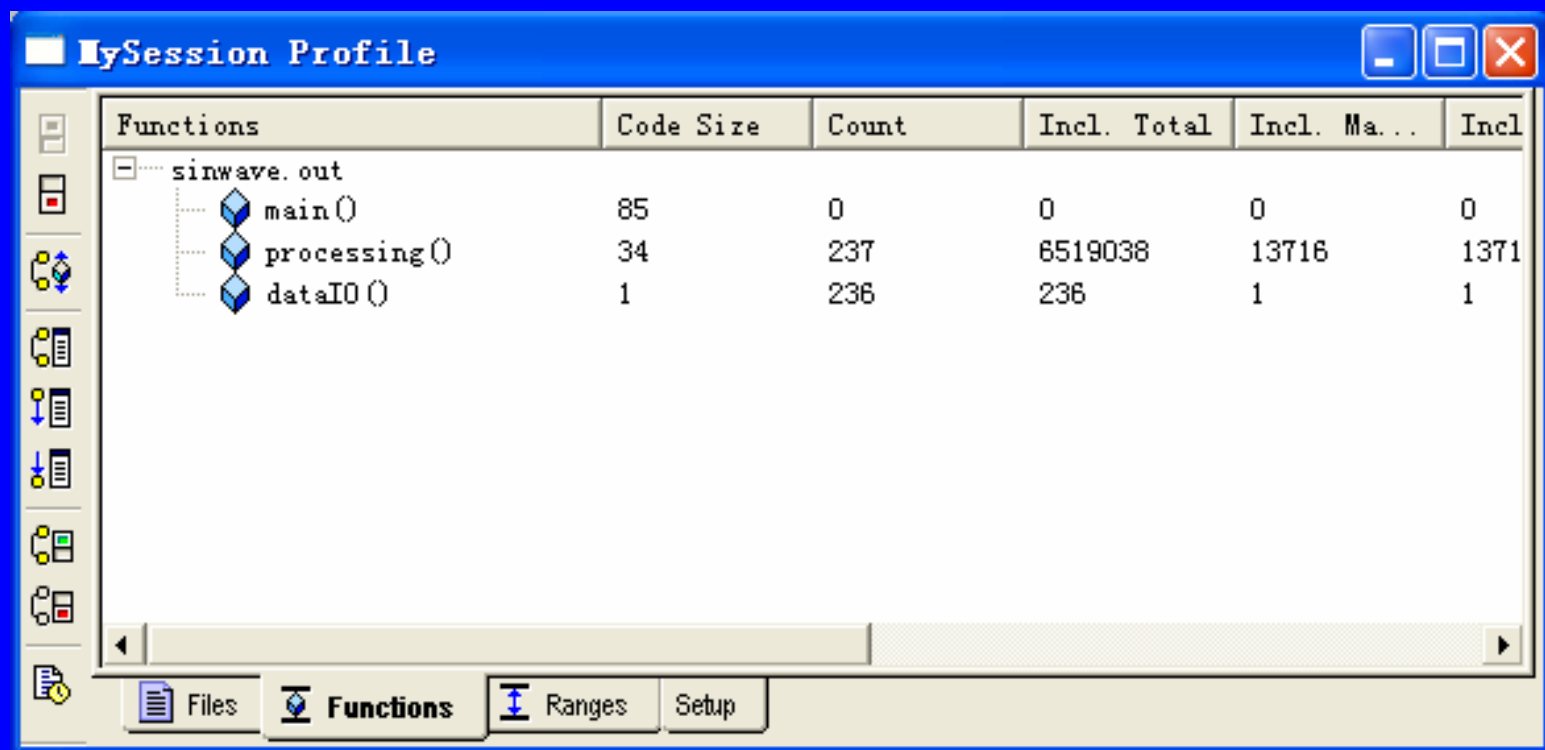 MySession Profile
Functions Code Size Count Incl. Total Incl. Ma... Incl
sinwave.out
main() 85 0 0 0 0
processing() 34 237 6519038 13716 1371
dataIO() 1 236 236 1 1
Files Functions Ranges Setup